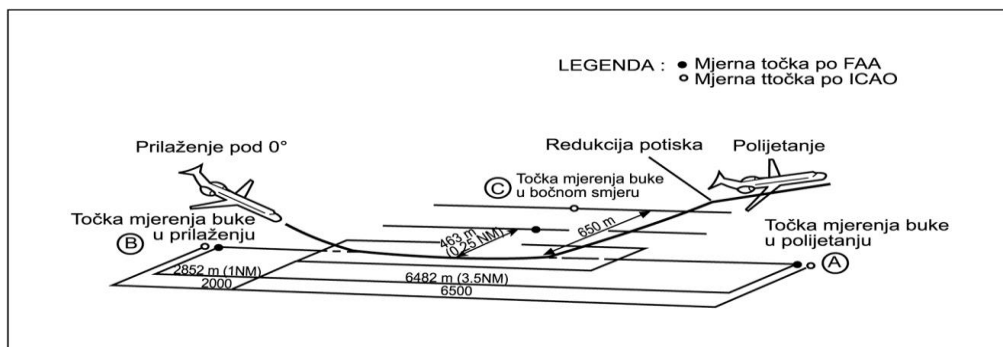 LEGENDA : ● Mjerna točka po FAA
○ Mjerna ttočka po ICAO
Prilaženje pod 0°
Redukcija potiska
Polijetanje
C Točka mjerenja buke
u bočnom smjeru
Točka mjerenja buke
u prilaženju
B
463 m
(0.25 NM)
650 m
Točka mjerenja buke
u polijetanju
A
2852 m (1NM)
2000
6482 m (3.5NM)
6500